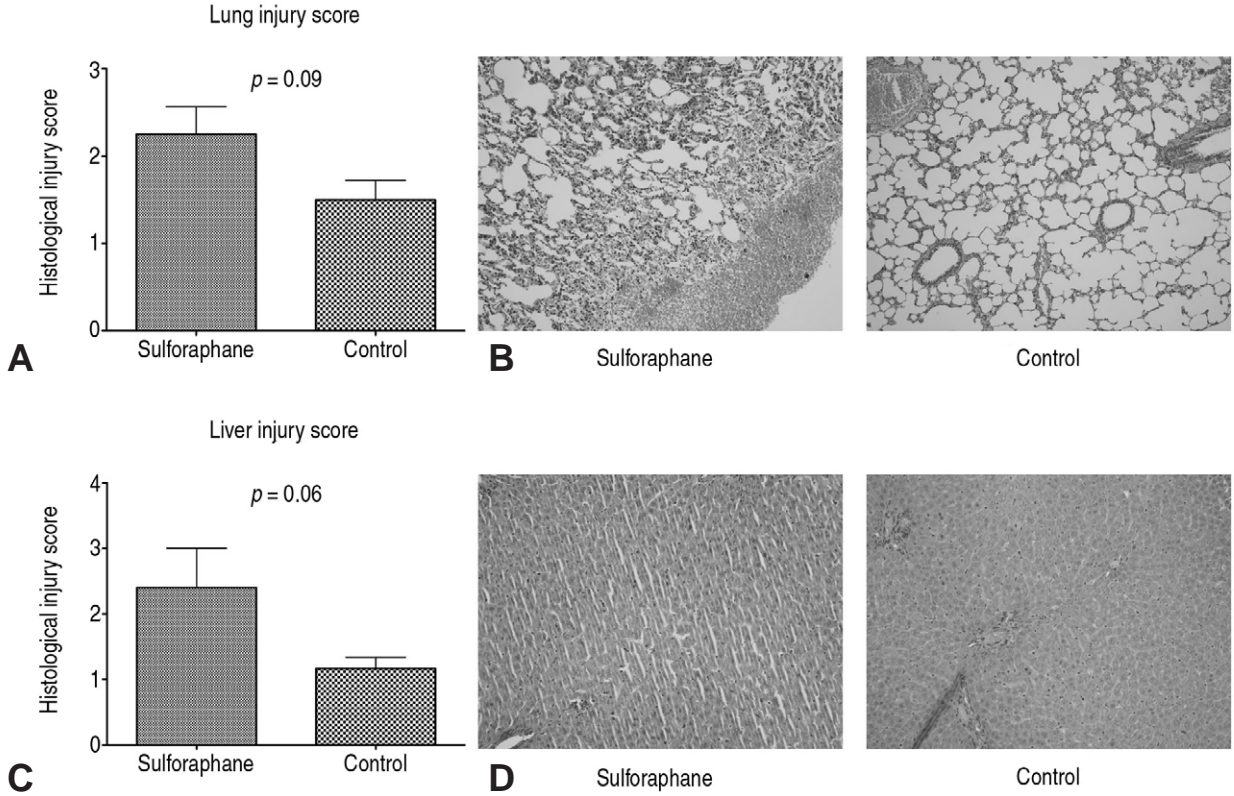 Lung injury score
Histological injury score
3
2
1
0
p = 0.09
Sulforaphane
Control
A
B
Sulforaphane
Control
Liver injury score
Histological injury score
4
3
2
1
0
p = 0.06
Sulforaphane
Control
C
D
Sulforaphane
Control